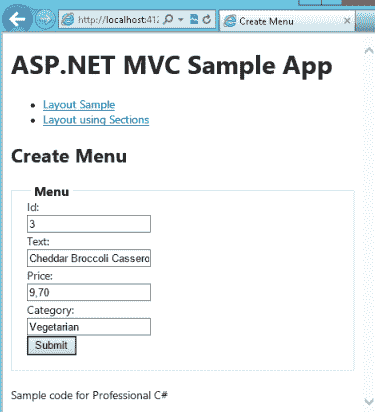 http://localhost:412
Create Menu
ASP.NET MVC Sample App
Layout Sample
Layout using Sections
Create Menu
Menu
Id:
3
Text:
Cheddar Broccoli Cassero
Price:
9,70
Category:
Vegetarian
Submit
Sample code for Professional C#